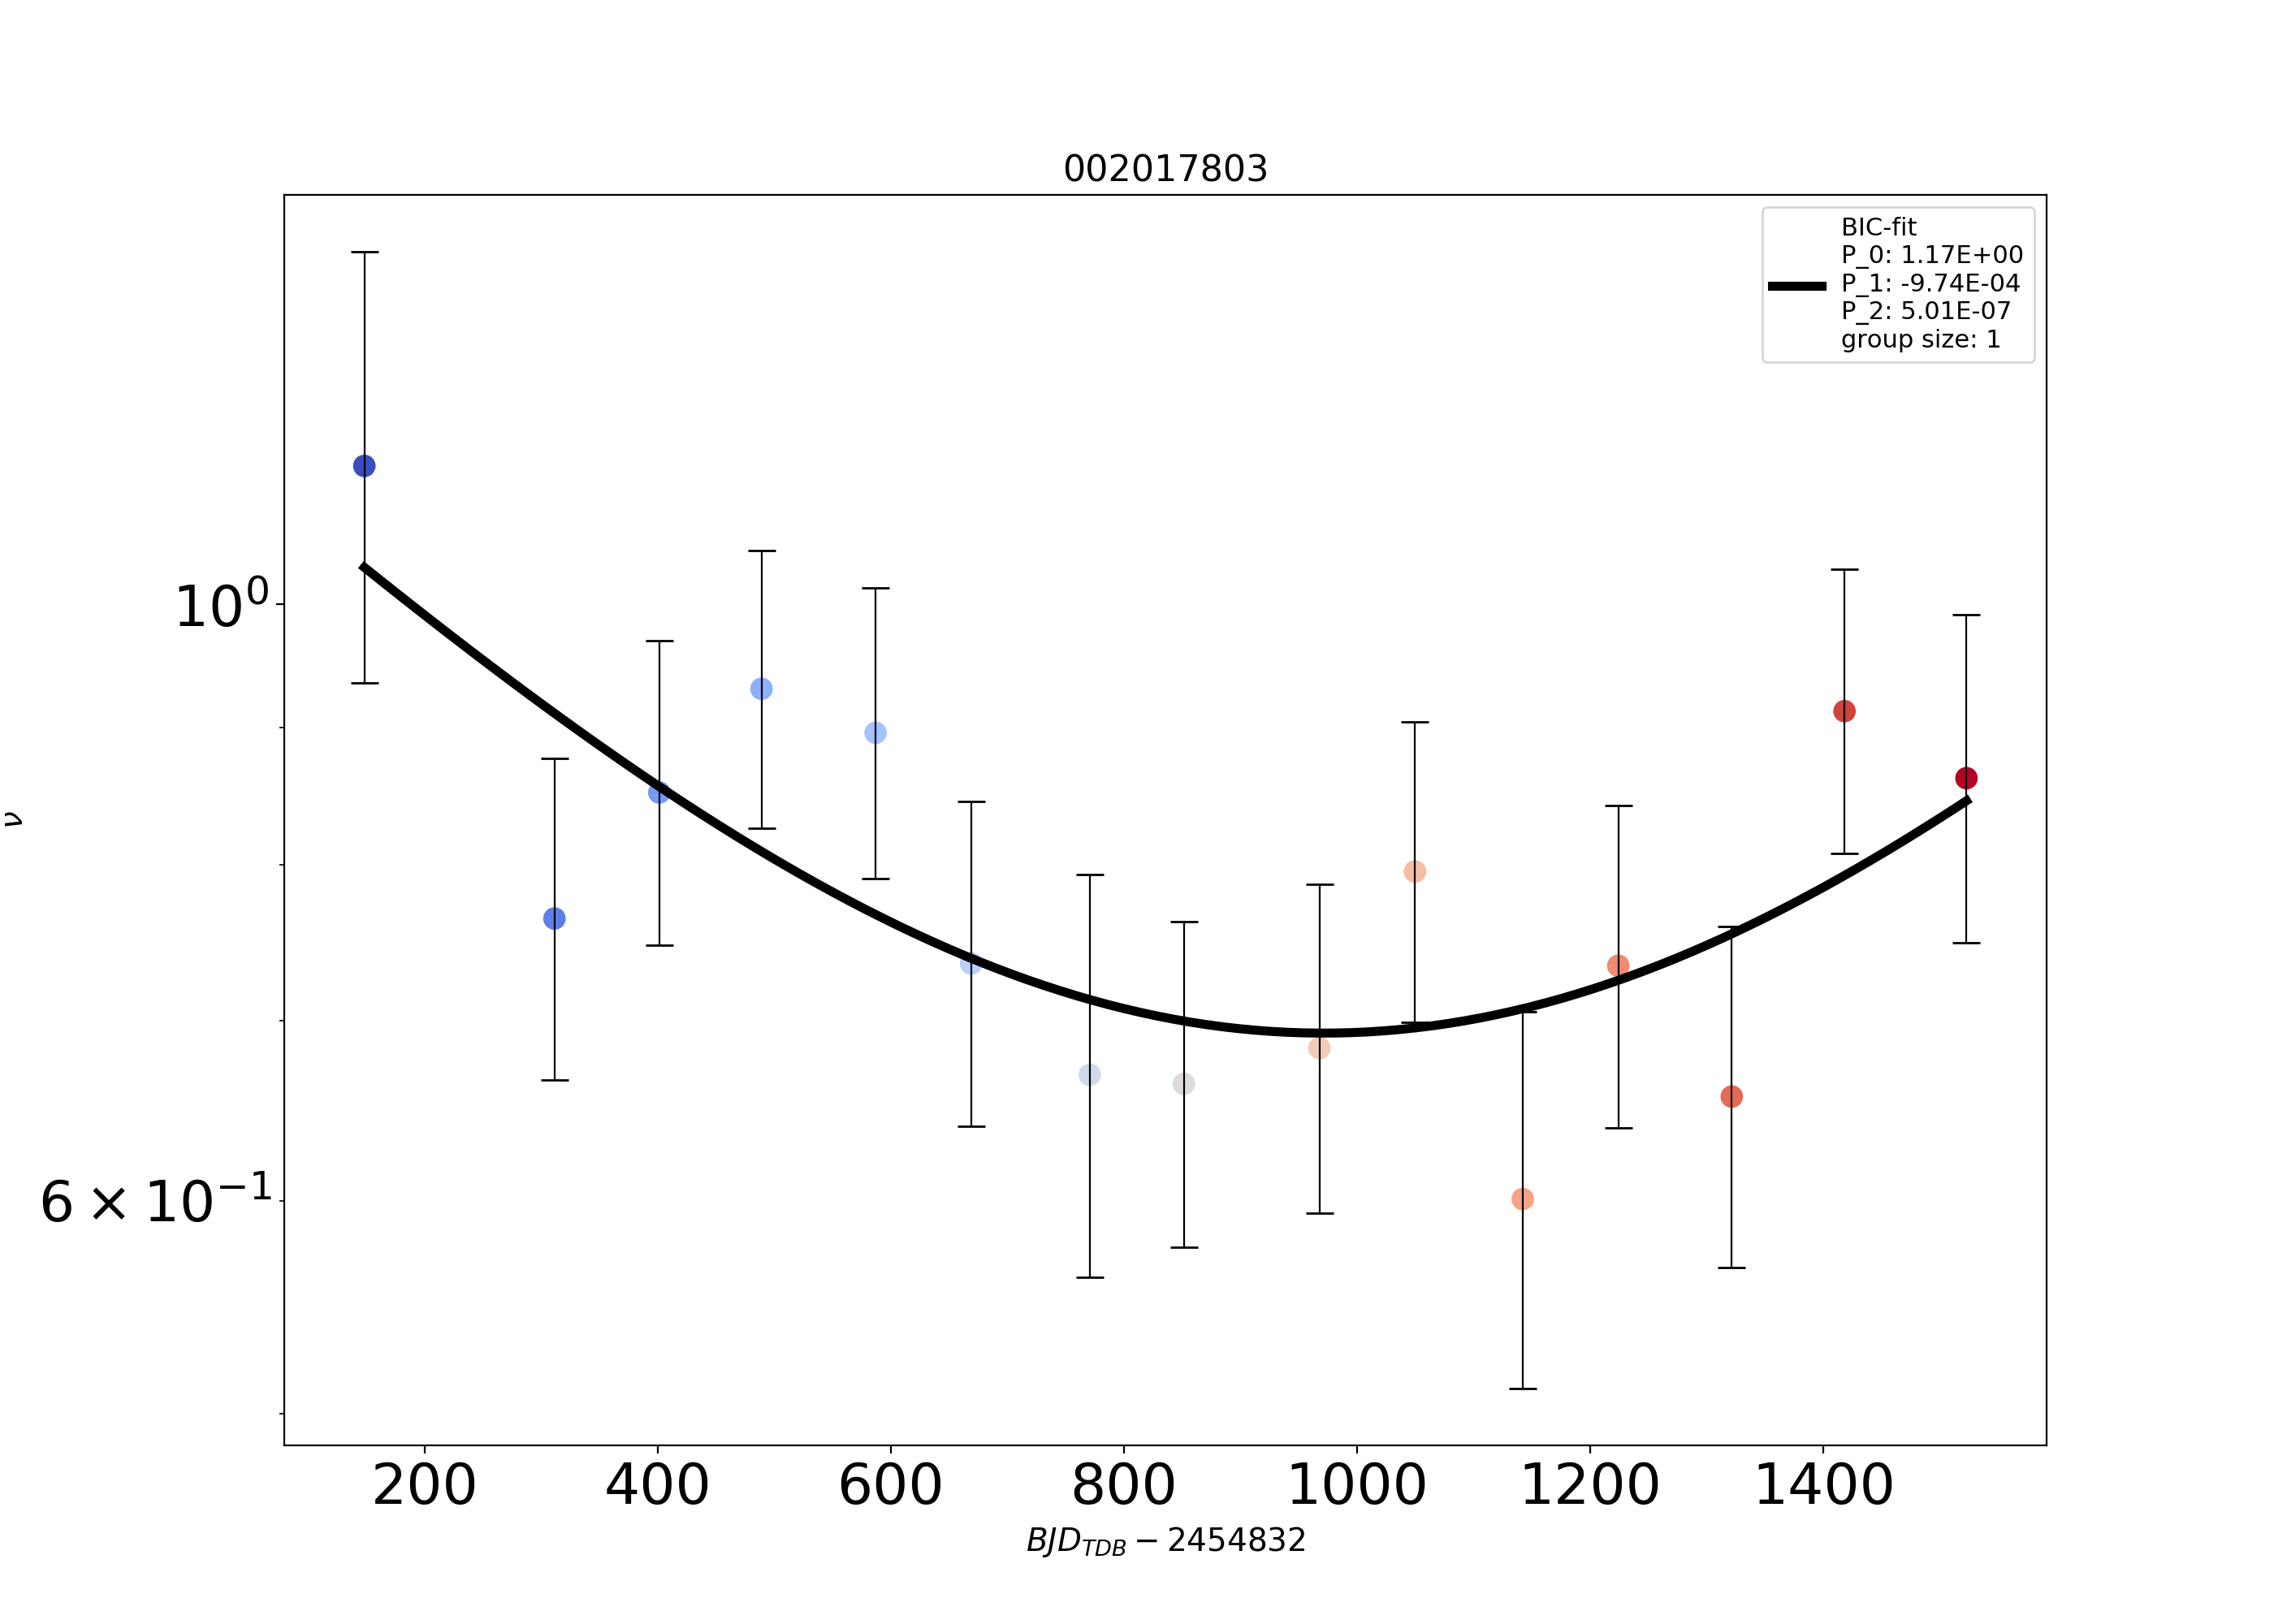 002017803
BIC-fit
P_0: 1.17E+00
P_1: -9.74E-04
P_2: 5.01E-07
group size: 1
10⁰
6 × 10⁻¹
ν
200 400 600 800 1000 1200 1400
BJD_TDB − 2454832